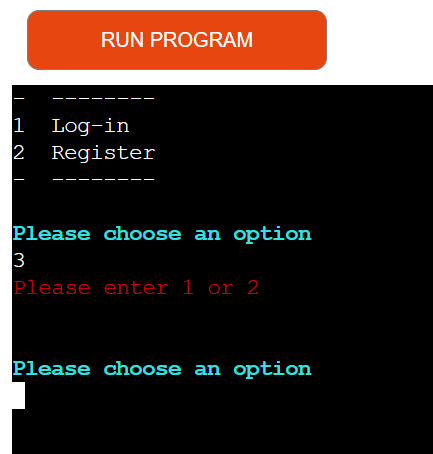 RUN PROGRAM
-  --------
1  Log-in
2  Register
-  --------
Please choose an option
3
Please enter 1 or 2
Please choose an option